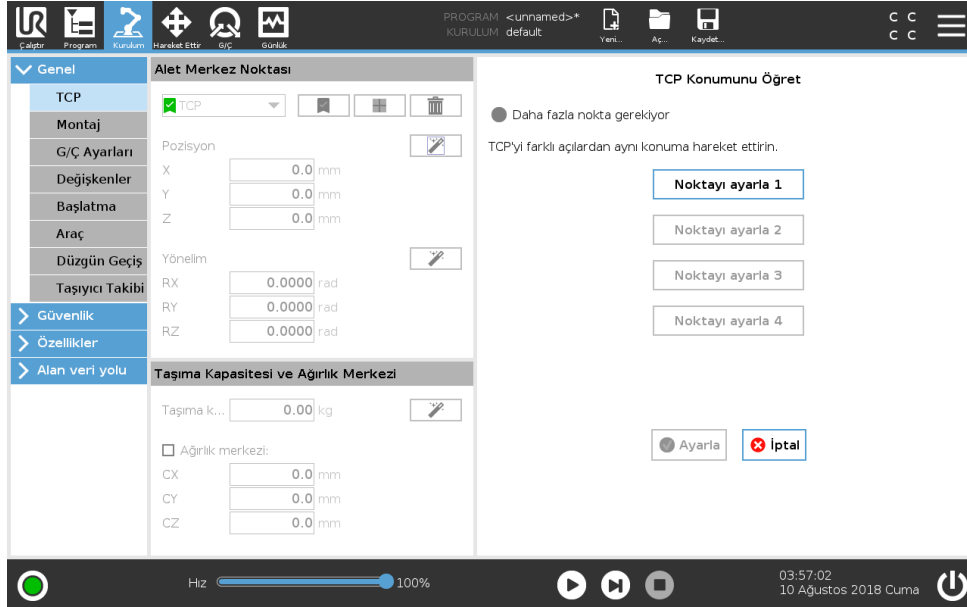 UR
PROGRAM <unnamed>*
KURULUM default
Çalıştır
Program
Kurulum
Hareket Ettir
G/Ç
Günlük
Yeni...
Aç...
Kaydet...
C C
C C
Genel
TCP
Montaj
G/Ç Ayarları
Değişkenler
Başlatma
Araç
Düzgün Geçiş
Taşıyıcı Takibi
Güvenlik
Özellikler
Alan veri yolu
Alet Merkez Noktası
TCP
Pozisyon
X 0.0 mm
Y 0.0 mm
Z 0.0 mm
Yönelim
RX 0.0000 rad
RY 0.0000 rad
RZ 0.0000 rad
Taşıma Kapasitesi ve Ağırlık Merkezi
Taşıma k... 0.00 kg
Ağırlık merkezi:
CX 0.0 mm
CY 0.0 mm
CZ 0.0 mm
TCP Konumunu Öğret
Daha fazla nokta gerekiyor
TCP'yi farklı açılardan aynı konuma hareket ettirin.
Noktayı ayarla 1
Noktayı ayarla 2
Noktayı ayarla 3
Noktayı ayarla 4
Ayarla
İptal
Hız 100%
03:57:02
10 Ağustos 2018 Cuma